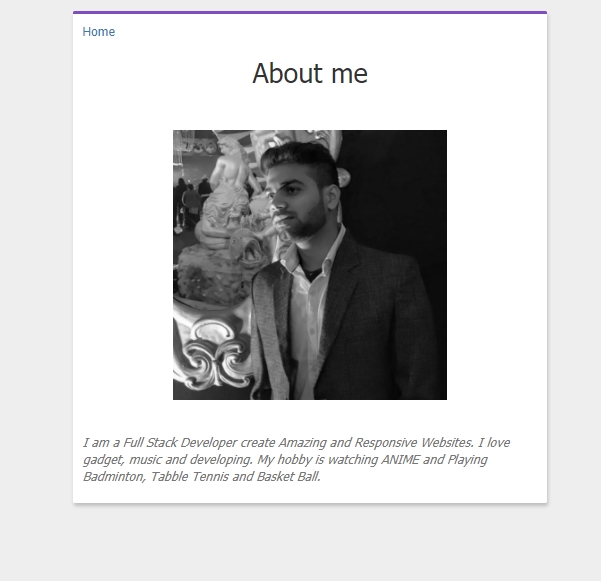 Home
About me
I am a Full Stack Developer create Amazing and Responsive Websites. I love
gadget, music and developing. My hobby is watching ANIME and Playing
Badminton, Tabble Tennis and Basket Ball.